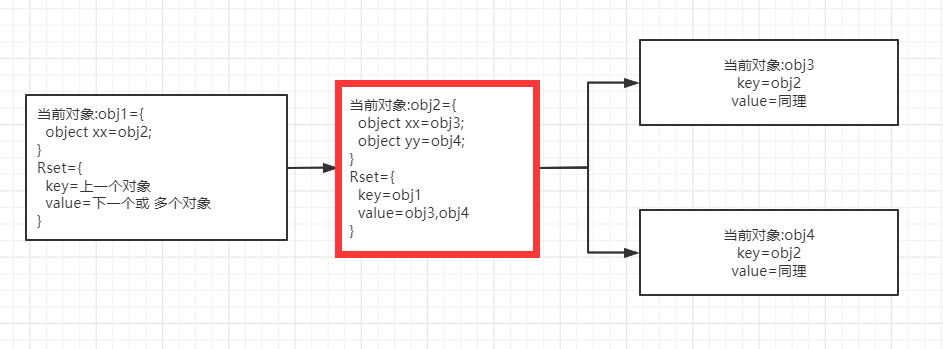 当前对象:obj1={
object xx=obj2;
}
Rset={
key=上一个对象
value=下一个或 多个对象
}
当前对象:obj2={
object xx=obj3;
object yy=obj4;
}
Rset={
key=obj1
value=obj3,obj4
}
当前对象:obj3
key=obj2
value=同理
当前对象:obj4
key=obj2
value=同理